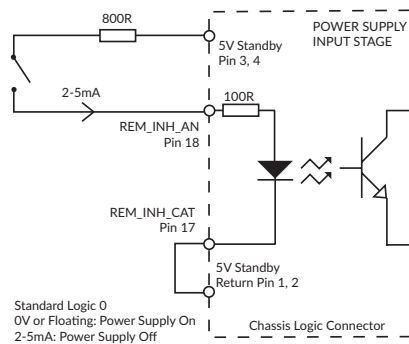 800R
POWER SUPPLY
INPUT STAGE
5V Standby
Pin 3, 4
2-5mA
100R
REM_INH_AN
Pin 18
REM_INH_CAT
Pin 17
5V Standby
Return Pin 1, 2
Standard Logic 0
0V or Floating: Power Supply On
2-5mA: Power Supply Off
Chassis Logic Connector